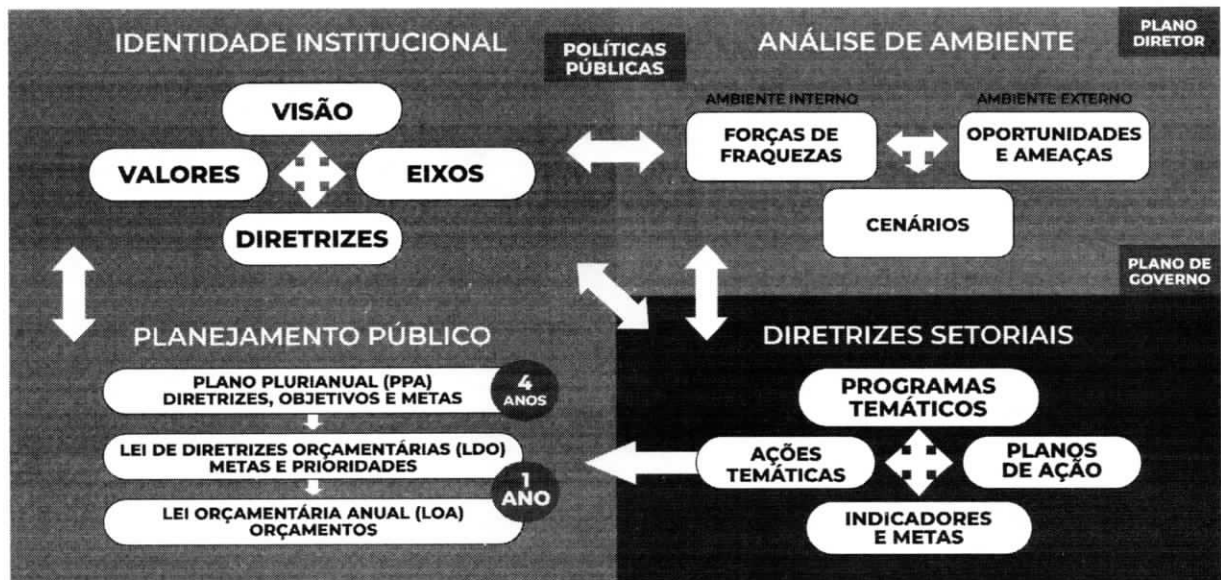 IDENTIDADE INSTITUCIONAL
VISÃO
VALORES
EIXOS
DIRETRIZES
POLÍTICAS
PÚBLICAS
ANÁLISE DE AMBIENTE
PLANO
DIRETOR
AMBIENTE INTERNO
FORÇAS DE
FRAQUEZAS
AMBIENTE EXTERNO
OPORTUNIDADES
E AMEAÇAS
CENÁRIOS
PLANO DE
GOVERNO
PLANEJAMENTO PÚBLICO
PLANO PLURIANUAL (PPA)
DIRETRIZES, OBJETIVOS E METAS
4
ANOS
LEI DE DIRETRIZES ORÇAMENTÁRIAS (LDO)
METAS E PRIORIDADES
1
ANO
LEI ORÇAMENTÁRIA ANUAL (LOA)
ORÇAMENTOS
DIRETRIZES SETORIAIS
PROGRAMAS
TEMÁTICOS
AÇÕES
TEMÁTICAS
PLANOS
DE AÇÃO
INDICADORES
E METAS